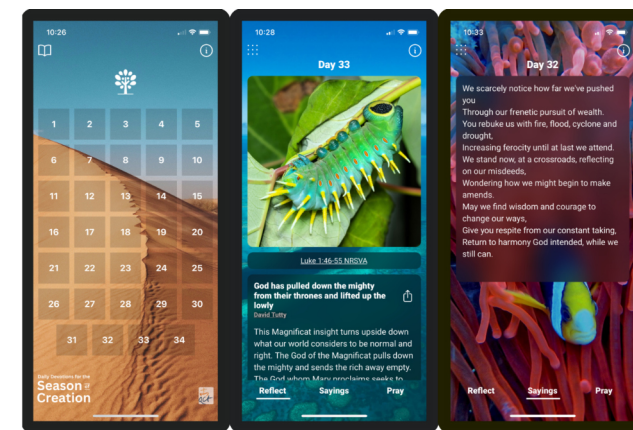 10:26
1 2 3 4 5
6 7 8 9 10
11 12 13 14 15
16 17 18 19 20
21 22 23 24 25
26 27 28 29 30
31 32 33 34
Daily Devotions for the
Season of
Creation
10:28
Day 33
Luke 1:46-55 NRSVA
God has pulled down the mighty
from their thrones and lifted up the
lowly
David Tutty
This Magnificat insight turns upside down
what our world considers to be normal and
right. The God of the Magnificat pulls down
the mighty and sends the rich away empty.
The God whom Mary proclaims seeks to
Reflect Sayings Pray
10:33
Day 32
We scarcely notice how far we've pushed
you
Through our frenetic pursuit of wealth.
You rebuke us with fire, flood, cyclone and
drought,
Increasing ferocity until at last we attend.
We stand now, at a crossroads, reflecting
on our misdeeds,
Wondering how we might begin to make
amends.
May we find wisdom and courage to
change our ways,
Give you respite from our constant taking,
Return to harmony God intended, while we
still can.
Reflect Sayings Pray